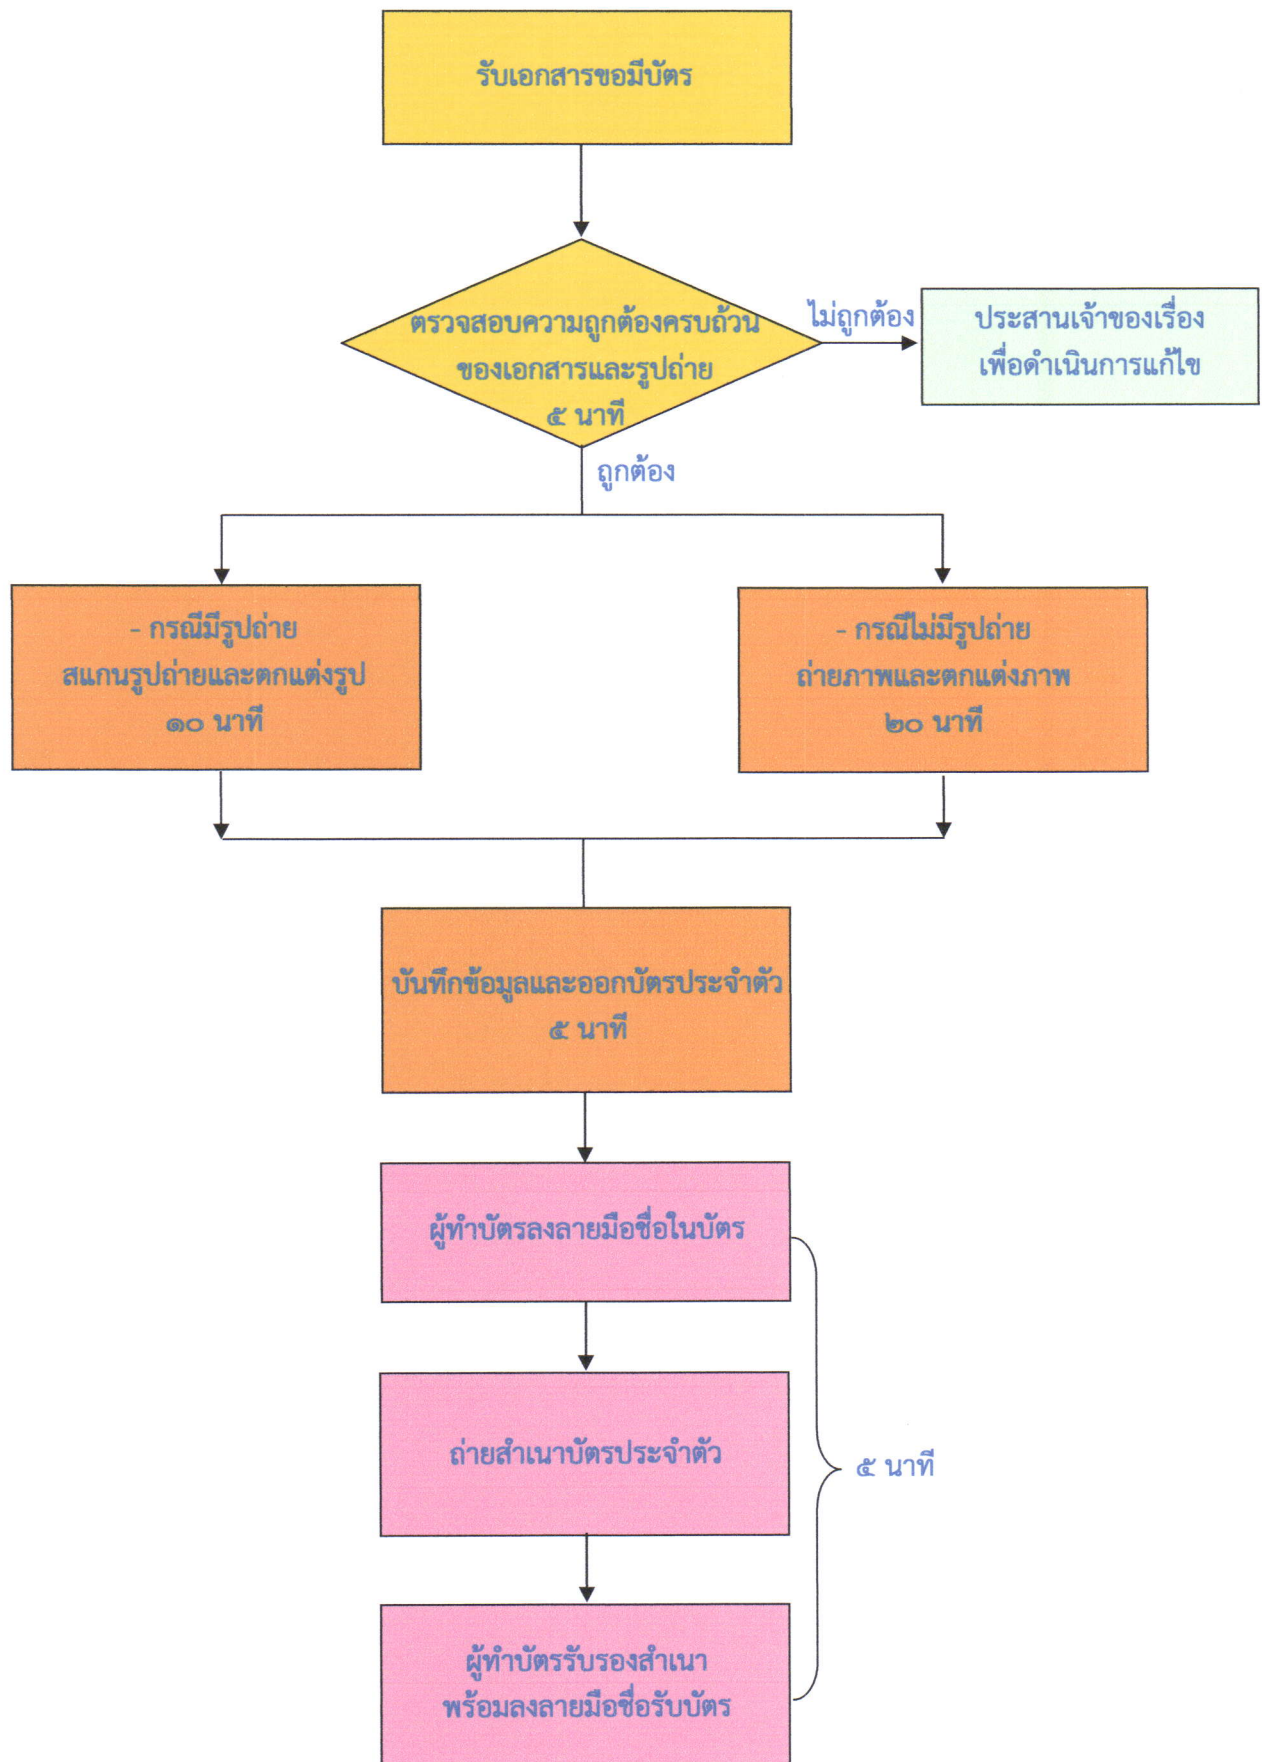 รับเอกสารขอมีบัตร
ตรวจสอบความถูกต้องครบถ้วน
ของเอกสารและรูปถ่าย
๕ นาที
ไม่ถูกต้อง
ประสานเจ้าของเรื่อง
เพื่อดำเนินการแก้ไข
ถูกต้อง
- กรณีมีรูปถ่าย
สแกนรูปถ่ายและตกแต่งรูป
๑๐ นาที
- กรณีไม่มีรูปถ่าย
ถ่ายภาพและตกแต่งภาพ
๒๐ นาที
บันทึกข้อมูลและออกบัตรประจำตัว
๕ นาที
ผู้ทำบัตรลงลายมือชื่อในบัตร
ถ่ายสำเนาบัตรประจำตัว
๕ นาที
ผู้ทำบัตรรับรองสำเนา
พร้อมลงลายมือชื่อรับบัตร